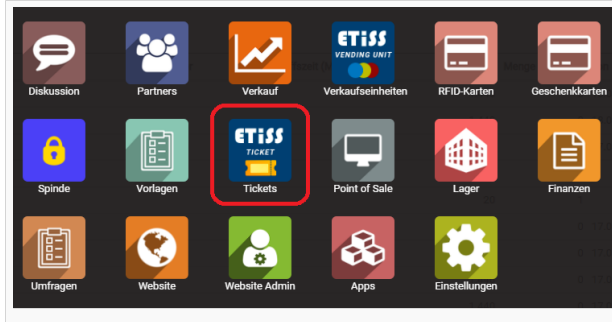 ETISS
VENDING UNIT
Diskussion
Partners
Verkauf
Verkaufseinheiten
RFID-Karten
Geschenkkarten
ETISS
TICKET
Spinde
Vorlagen
Tickets
Point of Sale
Lager
Finanzen
Umfragen
Website
Website Admin
Apps
Einstellungen